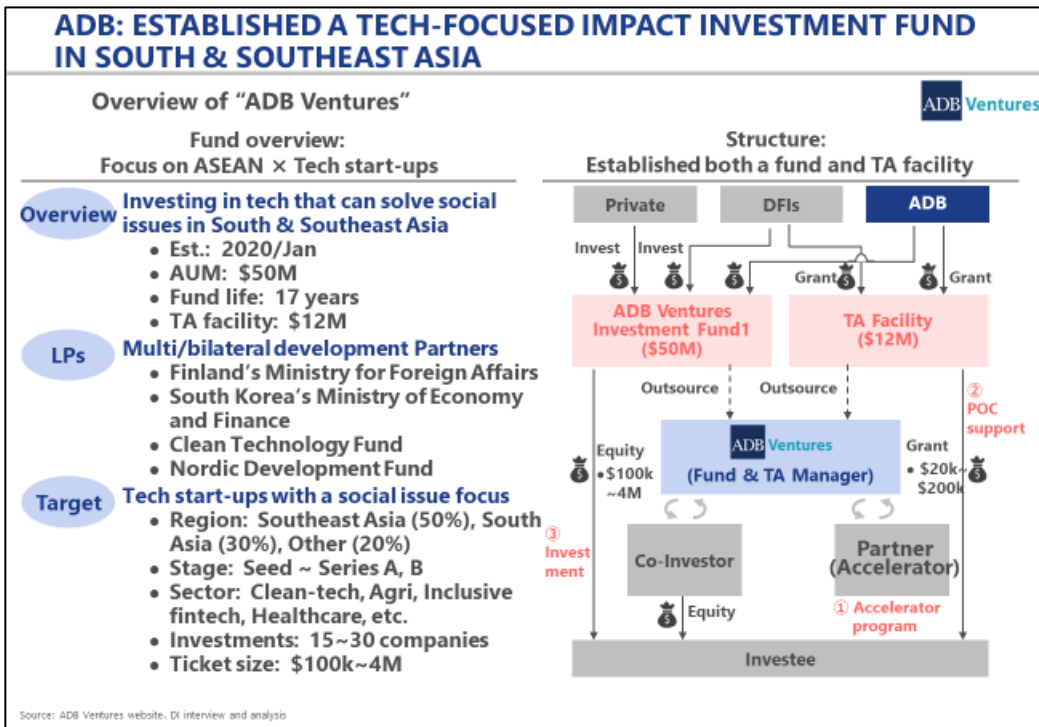 ADB: ESTABLISHED A TECH-FOCUSED IMPACT INVESTMENT FUND
IN SOUTH & SOUTHEAST ASIA
Overview of “ADB Ventures”
ADB Ventures
Fund overview:
Focus on ASEAN × Tech start-ups
Overview
Investing in tech that can solve social
issues in South & Southeast Asia
• Est.: 2020/Jan
• AUM: $50M
• Fund life: 17 years
• TA facility: $12M
LPs
Multi/bilateral development Partners
• Finland’s Ministry for Foreign Affairs
• South Korea’s Ministry of Economy
and Finance
• Clean Technology Fund
• Nordic Development Fund
Target
Tech start-ups with a social issue focus
• Region: Southeast Asia (50%), South
Asia (30%), Other (20%)
• Stage: Seed ~ Series A, B
• Sector: Clean-tech, Agri, Inclusive
fintech, Healthcare, etc.
• Investments: 15~30 companies
• Ticket size: $100k~4M
Structure:
Established both a fund and TA facility
Private
DFIs
ADB
Invest
Invest
Grant
Grant
$
$
$
$
$
ADB Ventures
Investment Fund1
($50M)
TA Facility
($12M)
Outsource
Outsource
② 
POC
support
ADB Ventures
(Fund & TA Manager)
Equity
• $100k
~4M
$
Grant
• $20k~
$200k
$
③
Invest
ment
Co-Investor
Partner
(Accelerator)
$
Equity
① Accelerator
program
Investee
Source: ADB Ventures website, DI interview and analysis